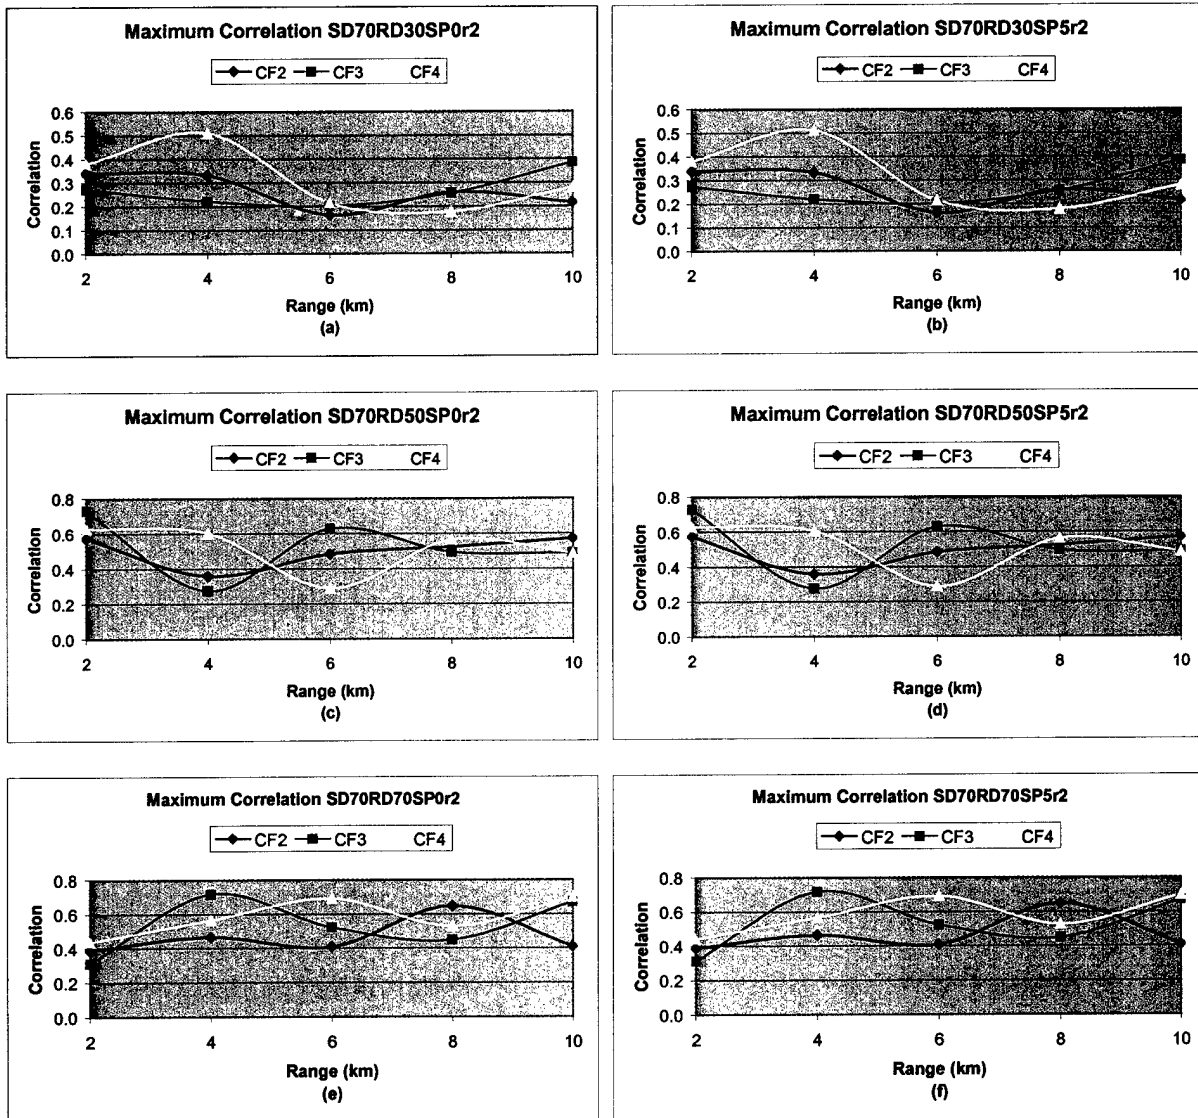 Maximum Correlation SD70RD30SP0r2
CF2 CF3 CF4
Correlation
0.6
0.5
0.4
0.3
0.2
0.1
0.0
2 4 6 8 10
Range (km)
(a)
Maximum Correlation SD70RD30SP5r2
CF2 CF3 CF4
Correlation
0.6
0.5
0.4
0.3
0.2
0.1
0.0
2 4 6 8 10
Range (km)
(b)
Maximum Correlation SD70RD50SP0r2
CF2 CF3 CF4
Correlation
0.8
0.6
0.4
0.2
0.0
2 4 6 8 10
Range (km)
(c)
Maximum Correlation SD70RD50SP5r2
CF2 CF3 CF4
Correlation
0.8
0.6
0.4
0.2
0.0
2 4 6 8 10
Range (km)
(d)
Maximum Correlation SD70RD70SP0r2
CF2 CF3 CF4
Correlation
0.8
0.6
0.4
0.2
0.0
2 4 6 8 10
Range (km)
(e)
Maximum Correlation SD70RD70SP5r2
CF2 CF3 CF4
Correlation
0.8
0.6
0.4
0.2
0.0
2 4 6 8 10
Range (km)
(f)